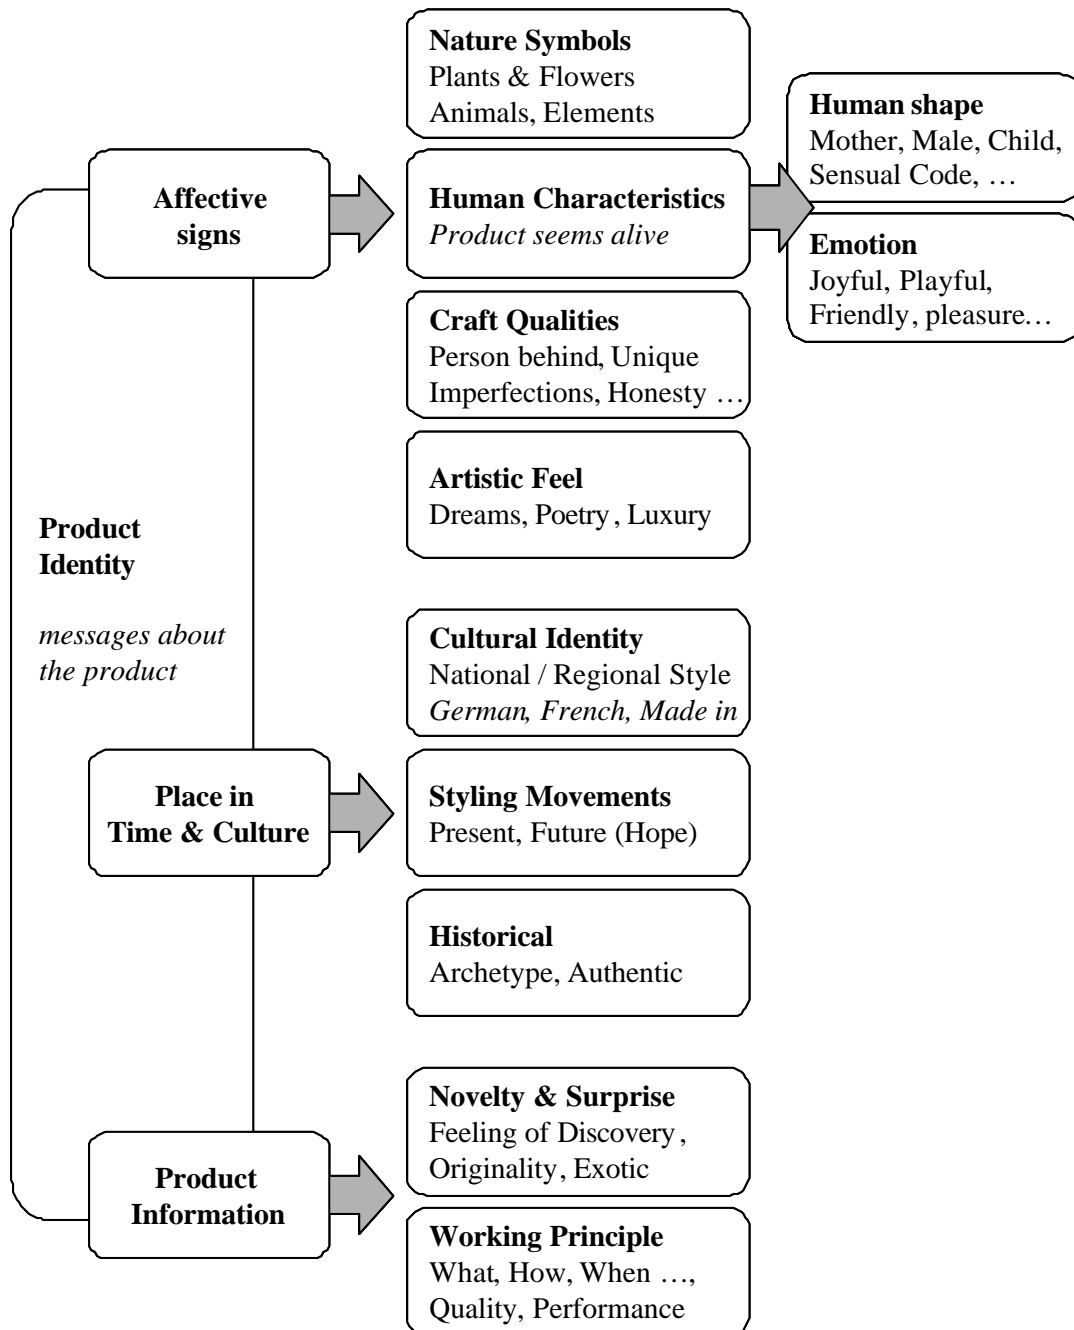 Nature Symbols
Plants & Flowers
Animals, Elements
Human shape
Mother, Male, Child,
Sensual Code, …
Affective
signs
Human Characteristics
Product seems alive
Emotion
Joyful, Playful,
Friendly, pleasure…
Craft Qualities
Person behind, Unique
Imperfections, Honesty …
Artistic Feel
Dreams, Poetry, Luxury
Product
Identity
messages about
the product
Cultural Identity
National / Regional Style
German, French, Made in
Place in
Time & Culture
Styling Movements
Present, Future (Hope)
Historical
Archetype, Authentic
Novelty & Surprise
Feeling of Discovery,
Originality, Exotic
Product
Information
Working Principle
What, How, When …,
Quality, Performance